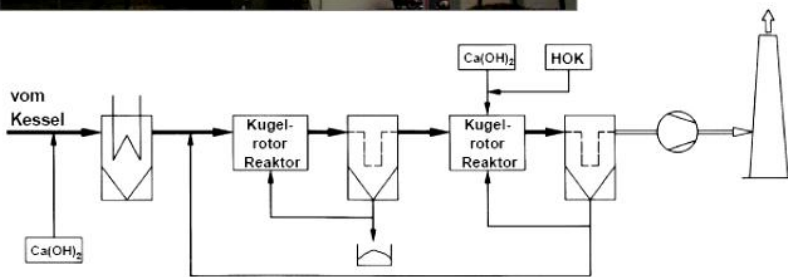 Ca(OH)2
HOK
vom
Kessel
Kugel-
rotor
Reaktor
Kugel-
rotor
Reaktor
Ca(OH)2